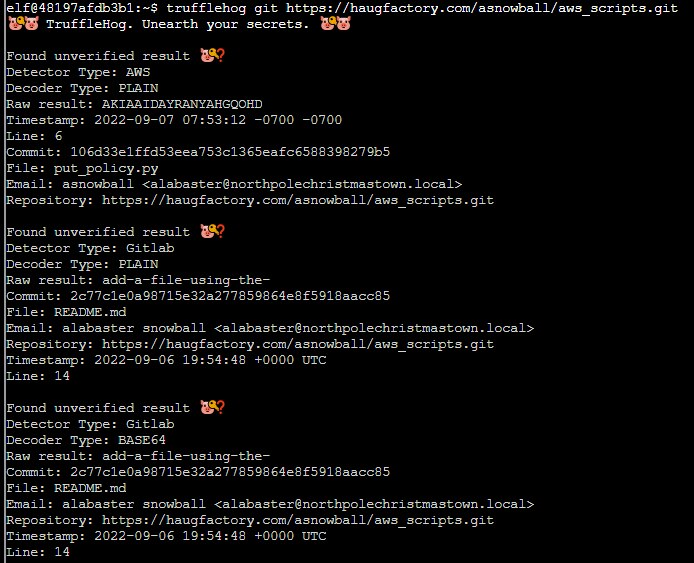 elf@48197afdb3b1:~$ trufflehog git https://haugfactory.com/asnowball/aws_scripts.git
🐷🔑🐷 TruffleHog. Unearth your secrets. 🐷🔑🐷
Found unverified result 🐷🔑❓
Detector Type: AWS
Decoder Type: PLAIN
Raw result: AKIAAIDAYRANYAHGQOHD
Timestamp: 2022-09-07 07:53:12 -0700 -0700
Line: 6
Commit: 106d33e1ffd53eea753c1365eafc6588398279b5
File: put_policy.py
Email: asnowball <alabaster@northpolechristmastown.local>
Repository: https://haugfactory.com/asnowball/aws_scripts.git
Found unverified result 🐷🔑❓
Detector Type: Gitlab
Decoder Type: PLAIN
Raw result: add-a-file-using-the-
Commit: 2c77c1e0a98715e32a277859864e8f5918aacc85
File: README.md
Email: alabaster snowball <alabaster@northpolechristmastown.local>
Repository: https://haugfactory.com/asnowball/aws_scripts.git
Timestamp: 2022-09-06 19:54:48 +0000 UTC
Line: 14
Found unverified result 🐷🔑❓
Detector Type: Gitlab
Decoder Type: BASE64
Raw result: add-a-file-using-the-
Commit: 2c77c1e0a98715e32a277859864e8f5918aacc85
File: README.md
Email: alabaster snowball <alabaster@northpolechristmastown.local>
Repository: https://haugfactory.com/asnowball/aws_scripts.git
Timestamp: 2022-09-06 19:54:48 +0000 UTC
Line: 14